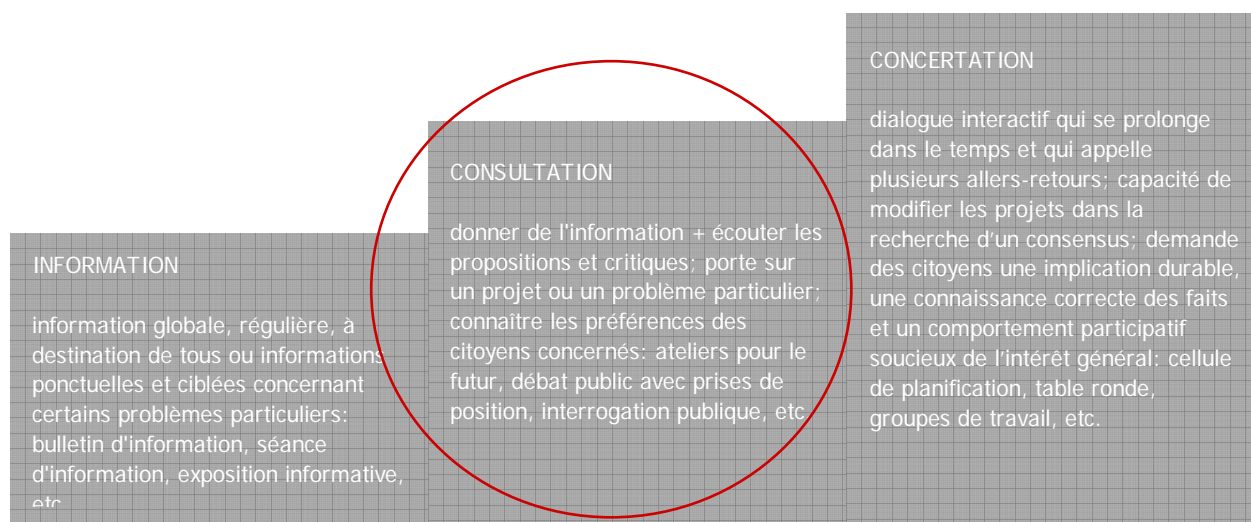 INFORMATION
information globale, régulière, à
destination de tous ou informations
ponctuelles et ciblées concernant
certains problèmes particuliers:
bulletin d'information, séance
d'information, exposition informative,
etc
CONSULTATION
donner de l'information + écouter les
propositions et critiques; porte sur
un projet ou un problème particulier;
connaître les préférences des
citoyens concernés: ateliers pour le
futur, débat public avec prises de
position, interrogation publique, etc
CONCERTATION
dialogue interactif qui se prolonge
dans le temps et qui appelle
plusieurs allers-retours; capacité de
modifier les projets dans la
recherche d'un consensus; demande
des citoyens une implication durable,
une connaissance correcte des faits
et un comportement participatif
soucieux de l'intérêt général: cellule
de planification, table ronde,
groupes de travail, etc.